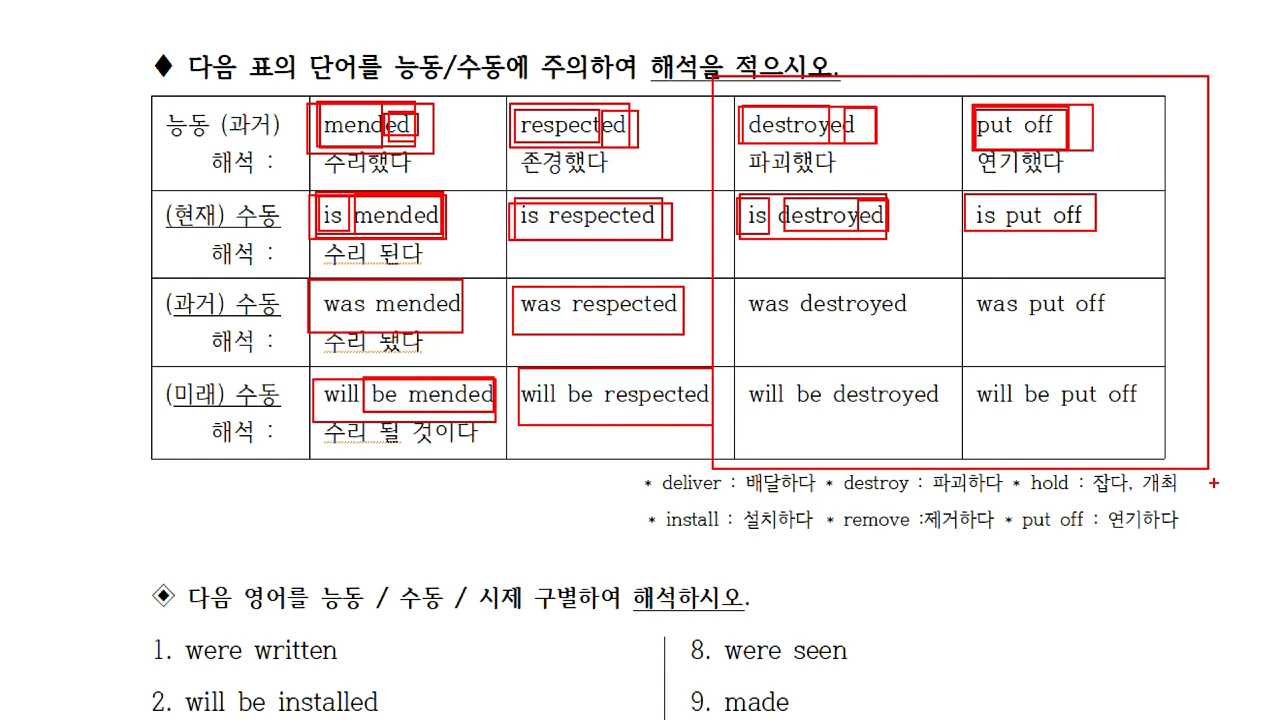 ◆ 다음 표의 단어를 능동/수동에 주의하여 해석을 적으시오.
능동 (과거) mended respected destroyed put off
해석 : 수리했다 존경했다 파괴했다 연기했다
(현재) 수동 is mended is respected is destroyed is put off
해석 : 수리 된다
(과거) 수동 was mended was respected was destroyed was put off
해석 : 수리 됐다
(미래) 수동 will be mended will be respected will be destroyed will be put off
해석 : 수리 될 것이다
* deliver : 배달하다 * destroy : 파괴하다 * hold : 잡다, 개최
* install : 설치하다 * remove :제거하다 * put off : 연기하다
◈ 다음 영어를 능동 / 수동 / 시제 구별하여 해석하시오.
1. were written
2. will be installed
8. were seen
9. made